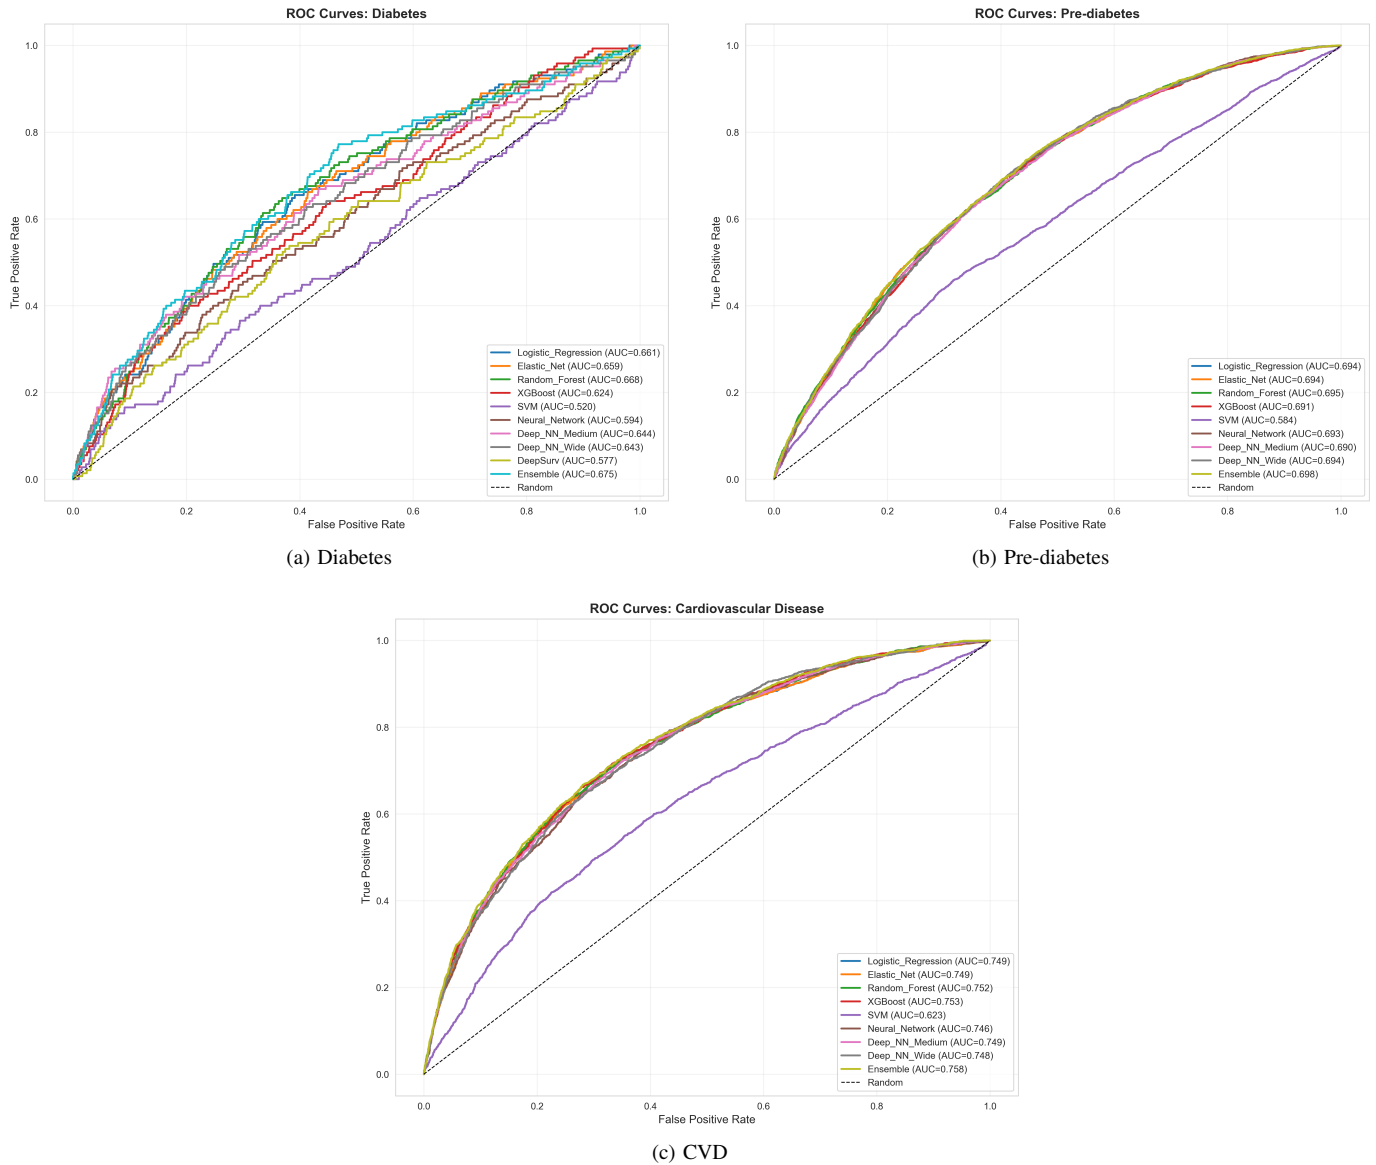 ROC Curves: Diabetes
True Positive Rate
1.0
0.8
0.6
0.4
0.2
0.0
Logistic_Regression (AUC=0.661)
Elastic_Net (AUC=0.659)
Random_Forest (AUC=0.668)
XGBoost (AUC=0.624)
SVM (AUC=0.520)
Neural_Network (AUC=0.594)
Deep_NN_Medium (AUC=0.644)
Deep_NN_Wide (AUC=0.643)
DeepSurv (AUC=0.577)
Ensemble (AUC=0.675)
Random
0.0 0.2 0.4 0.6 0.8 1.0
False Positive Rate
(a) Diabetes
ROC Curves: Pre-diabetes
True Positive Rate
1.0
0.8
0.6
0.4
0.2
0.0
Logistic_Regression (AUC=0.694)
Elastic_Net (AUC=0.694)
Random_Forest (AUC=0.695)
XGBoost (AUC=0.691)
SVM (AUC=0.584)
Neural_Network (AUC=0.693)
Deep_NN_Medium (AUC=0.690)
Deep_NN_Wide (AUC=0.694)
Ensemble (AUC=0.698)
Random
0.0 0.2 0.4 0.6 0.8 1.0
False Positive Rate
(b) Pre-diabetes
ROC Curves: Cardiovascular Disease
True Positive Rate
1.0
0.8
0.6
0.4
0.2
0.0
Logistic_Regression (AUC=0.749)
Elastic_Net (AUC=0.749)
Random_Forest (AUC=0.752)
XGBoost (AUC=0.753)
SVM (AUC=0.623)
Neural_Network (AUC=0.746)
Deep_NN_Medium (AUC=0.749)
Deep_NN_Wide (AUC=0.748)
Ensemble (AUC=0.758)
Random
0.0 0.2 0.4 0.6 0.8 1.0
False Positive Rate
(c) CVD